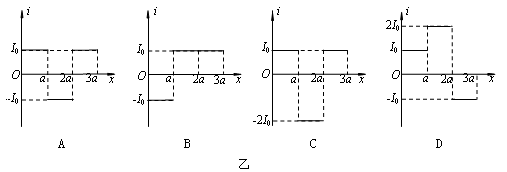 i i i i
I₀ I₀ I₀ 2I₀
I₀
O a 2a 3a x O a 2a 3a x O a 2a 3a x O a 2a 3a x
-I₀ -I₀ -2I₀ -I₀
A B C D
乙